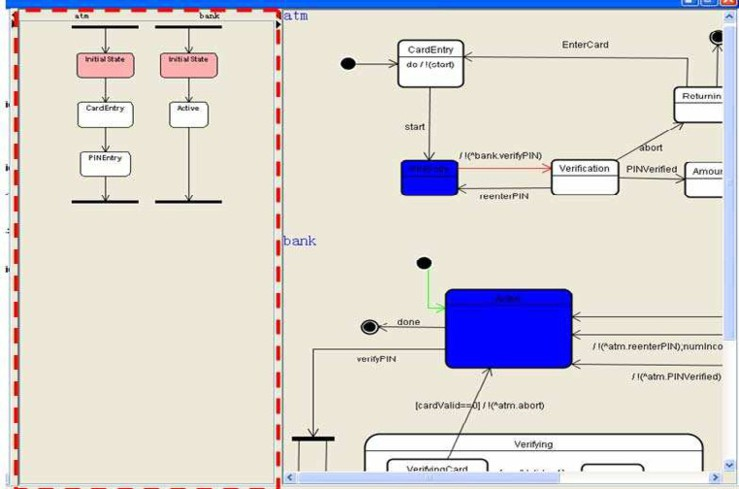 atm bank
Initial State Initial State
CardEntry Active
PINEntry
atm
CardEntry
do / !(start)
EnterCard
start
abort
/ !(^bank.verifyPIN)
Verification
PINVerified
reenterPIN
bank
done
verifyPIN
/ !(^atm.reenterPIN);numInco
/ !(^atm.PINVerified)
[cardValid==0] / !(^atm.abort)
Verifying
VerifyingCard